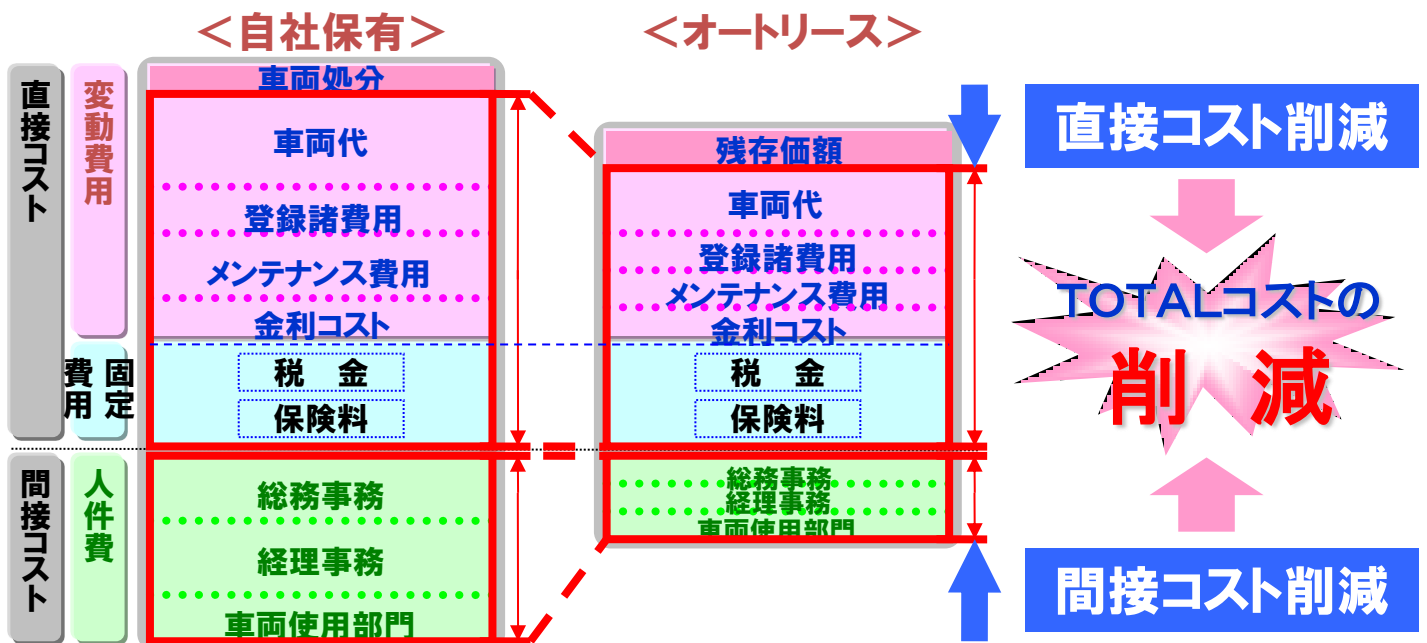 ＜自社保有＞
＜オートリース＞
直接コスト
変動費用
固定費用
間接コスト
人件費
車両処分
車両代
登録諸費用
メンテナンス費用
金利コスト
税　金
保険料
総務事務
経理事務
車両使用部門
残存価額
車両代
登録諸費用
メンテナンス費用
金利コスト
税　金
保険料
総務事務
経理事務
車両使用部門
直接コスト削減
TOTALコストの
削　減
間接コスト削減